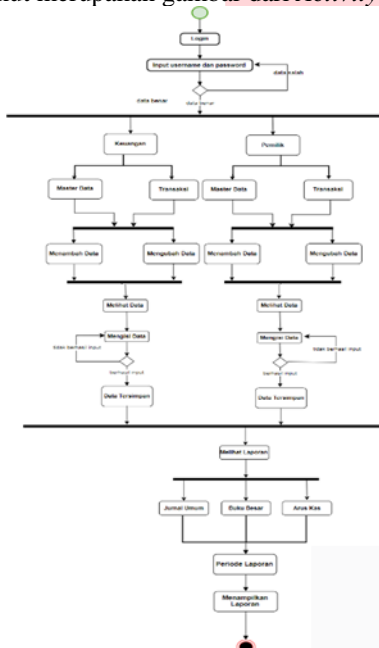 merupakan gambar dari Activity
Login
Input username dan password
data salah
data benar
data benar
Keuangan
Pemilik
Master Data
Transaksi
Master Data
Transaksi
Menambah Data
Mengubah Data
Menambah Data
Mengubah Data
Melihat Data
Melihat Data
Mengisi Data
Mengisi Data
tidak berhasil input
tidak berhasil input
berhasil input
berhasil input
Data Tersimpan
Data Tersimpan
Melihat Laporan
Jurnal Umum
Buku Besar
Arus Kas
Periode Laporan
Menampilkan
Laporan